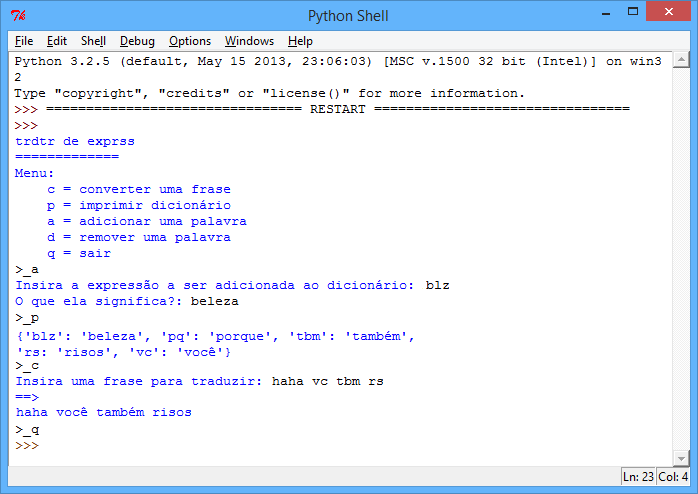 Python Shell
File Edit Shell Debug Options Windows Help
Python 3.2.5 (default, May 15 2013, 23:06:03) [MSC v.1500 32 bit (Intel)] on win3
2
Type "copyright", "credits" or "license()" for more information.
>>> ================================ RESTART ================================
>>>
trdtr de exprss
=============
Menu:
    c = converter uma frase
    p = imprimir dicionário
    a = adicionar uma palavra
    d = remover uma palavra
    q = sair
>_a
Insira a expressão a ser adicionada ao dicionário: blz
O que ela significa?: beleza
>_p
{'blz': 'beleza', 'pq': 'porque', 'tbm': 'também',
'rs: 'risos', 'vc': 'você'}
>_c
Insira uma frase para traduzir: haha vc tbm rs
==>
haha você também risos
>_q
>>>
Ln: 23 Col: 4